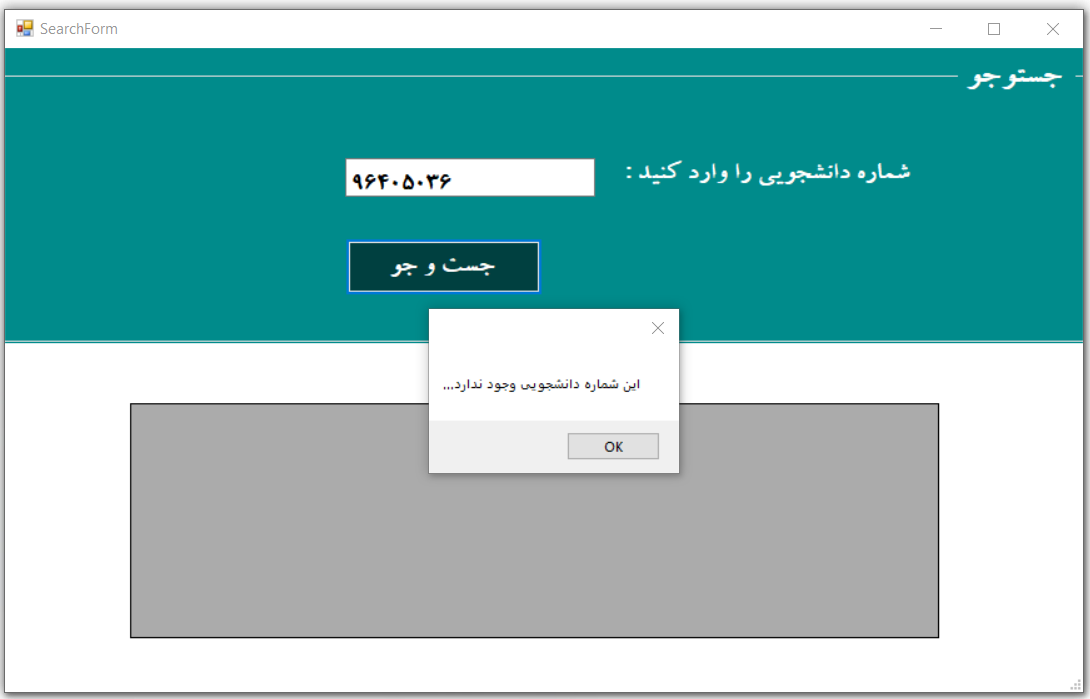 SearchForm
جستوجو
شماره دانشجویی را وارد کنید :
۹۶۴۰۵۰۳۶
جست و جو
این شماره دانشجویی وجود ندارد,,,
OK